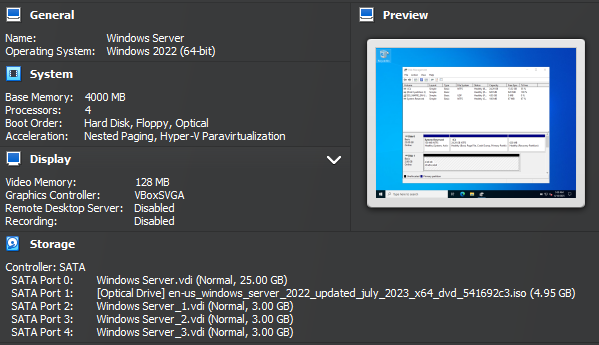 General
Name: Windows Server
Operating System: Windows 2022 (64-bit)
System
Base Memory: 4000 MB
Processors: 4
Boot Order: Hard Disk, Floppy, Optical
Acceleration: Nested Paging, Hyper-V Paravirtualization
Display
Video Memory: 128 MB
Graphics Controller: VBoxSVGA
Remote Desktop Server: Disabled
Recording: Disabled
Storage
Controller: SATA
SATA Port 0: Windows Server.vdi (Normal, 25.00 GB)
SATA Port 1: [Optical Drive] en-us_windows_server_2022_updated_july_2023_x64_dvd_541692c3.iso (4.95 GB)
SATA Port 2: Windows Server_1.vdi (Normal, 3.00 GB)
SATA Port 3: Windows Server_2.vdi (Normal, 3.00 GB)
SATA Port 4: Windows Server_3.vdi (Normal, 3.00 GB)
Preview